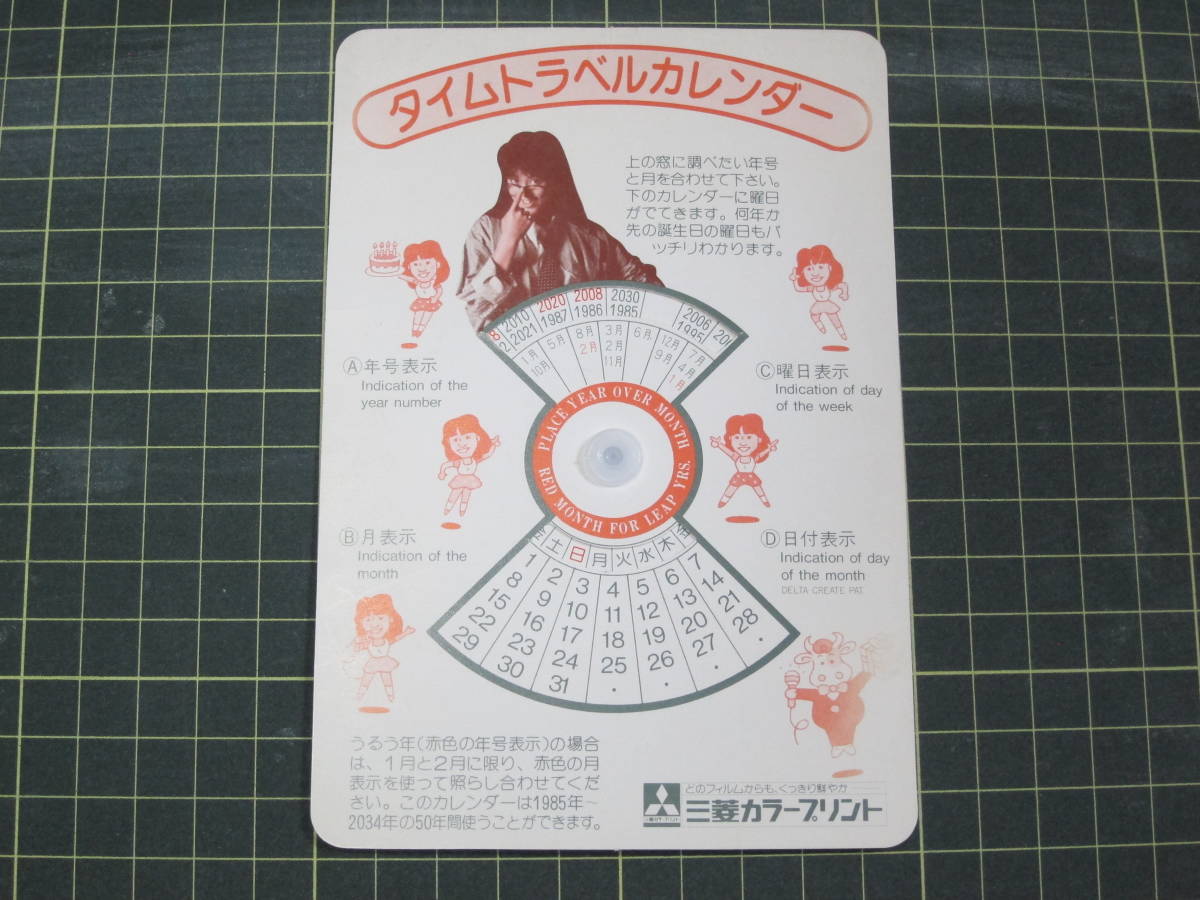 タイムトラベルカレンダー
上の窓に調べたい年号
と月を合わせて下さい。
下のカレンダーに曜日
がでてきます。何年か
先の誕生日の曜日もバ
ッチリわかります。
8 2010 2020 2008 2030 2006 20
2 2021 1987 1986 1985 1995
1月 5月 8月 3月 6月 12月 7月
10月 2月 2月 9月 4月
11月 1月
Ⓐ年号表示
Indication of the
year number
Ⓒ曜日表示
Indication of day
of the week
PLACE YEAR OVER MONTH
RED MONTH FOR LEAP YRS.
Ⓑ月表示
Indication of the
month
Ⓓ日付表示
Indication of day
of the month
DELTA CREATE PAT.
土 日 月 火 水 木
1 2 3 4 5 6 7
8 9 10 11 12 13 14
15 16 17 18 19 20 21
22 23 24 25 26 27 28
29 30 31 . . . .
うるう年(赤色の年号表示)の場合
は、1月と2月に限り、赤色の月
表示を使って照らし合わせてくだ
さい。このカレンダーは1985年~
2034年の50年間使うことができます。
どのフィルムからも、くっきり鮮やか
三菱カラープリント